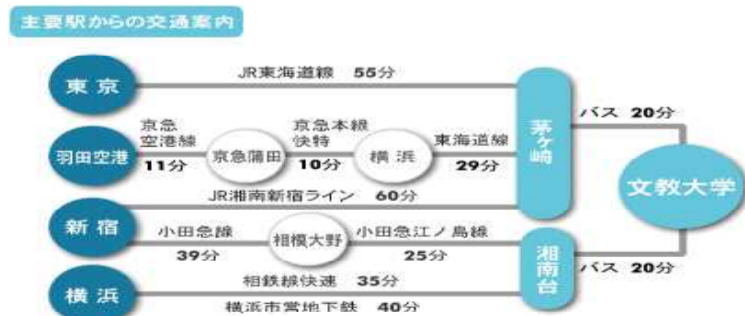 主要駅からの交通案内
東京
JR東海道線 55分
羽田空港
京急
空港線
11分
京急蒲田
京急本線
快特
10分
横浜
東海道線
29分
茅ヶ崎
バス 20分
文教大学
JR湘南新宿ライン 60分
新宿
小田急線
39分
相模大野
小田急江ノ島線
25分
湘南台
バス 20分
横浜
相鉄線快速 35分
横浜市営地下鉄 40分